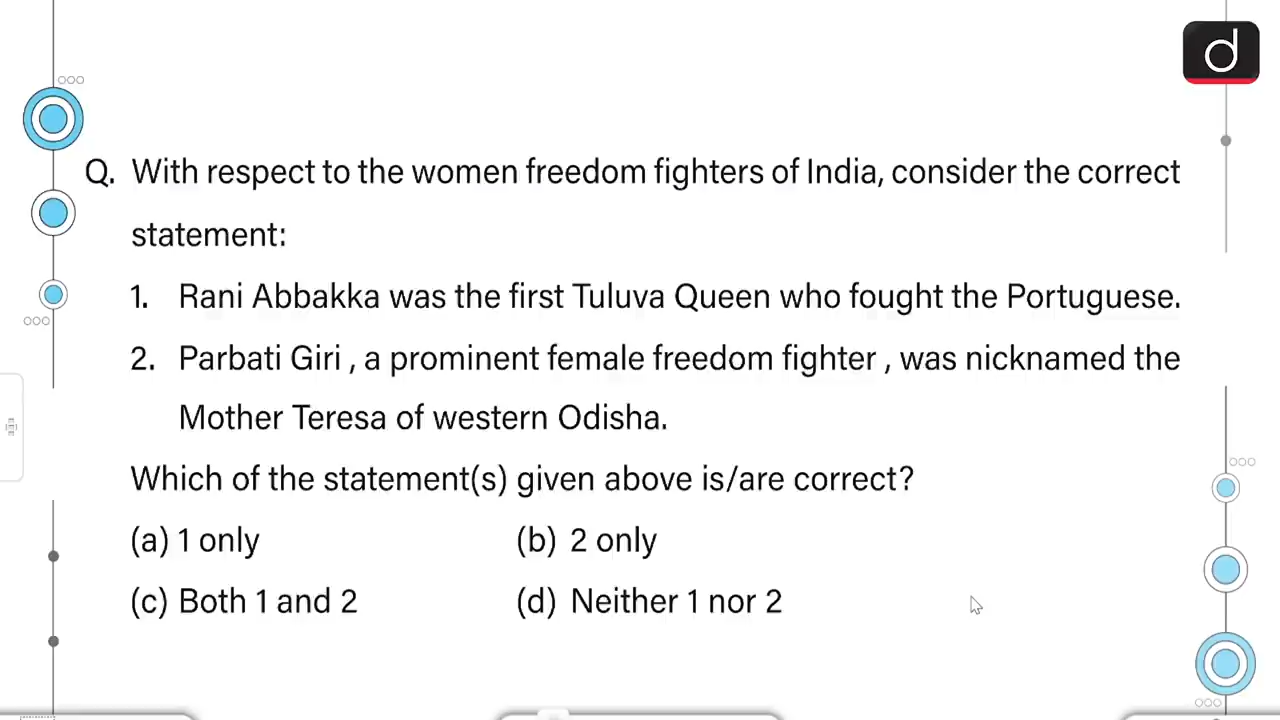 d
Q. With respect to the women freedom fighters of India, consider the correct
statement:
1. Rani Abbakka was the first Tuluva Queen who fought the Portuguese.
2. Parbati Giri , a prominent female freedom fighter , was nicknamed the
Mother Teresa of western Odisha.
Which of the statement(s) given above is/are correct?
(a) 1 only (b) 2 only
(c) Both 1 and 2 (d) Neither 1 nor 2